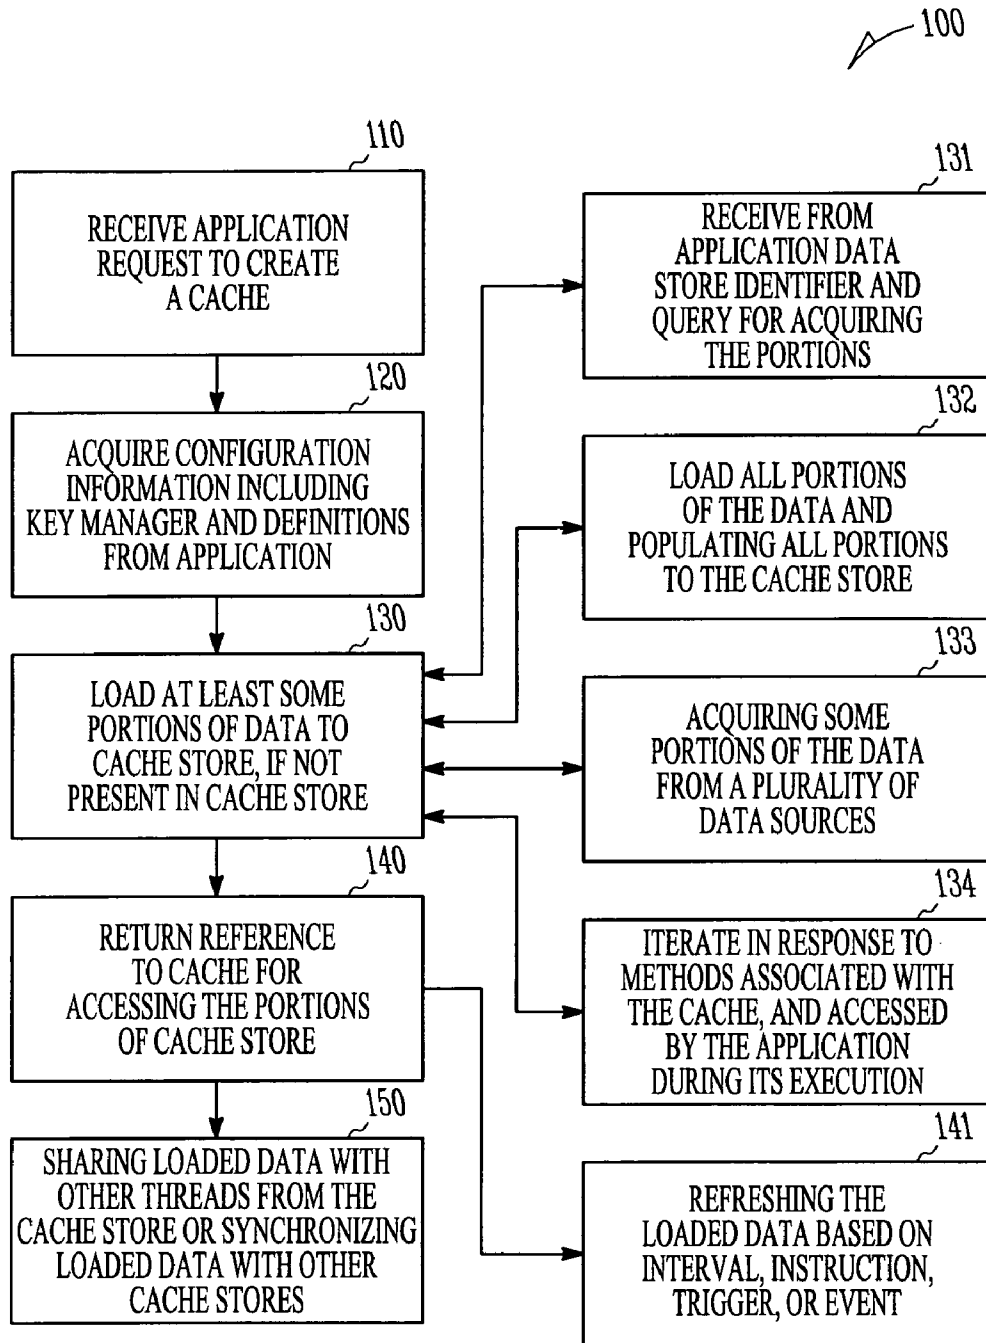 100
110
RECEIVE APPLICATION
REQUEST TO CREATE
A CACHE
120
ACQUIRE CONFIGURATION
INFORMATION INCLUDING
KEY MANAGER AND DEFINITIONS
FROM APPLICATION
130
LOAD AT LEAST SOME
PORTIONS OF DATA TO
CACHE STORE, IF NOT
PRESENT IN CACHE STORE
140
RETURN REFERENCE
TO CACHE FOR
ACCESSING THE PORTIONS
OF CACHE STORE
150
SHARING LOADED DATA WITH
OTHER THREADS FROM THE
CACHE STORE OR SYNCHRONIZING
LOADED DATA WITH OTHER
CACHE STORES
131
RECEIVE FROM
APPLICATION DATA
STORE IDENTIFIER AND
QUERY FOR ACQUIRING
THE PORTIONS
132
LOAD ALL PORTIONS
OF THE DATA AND
POPULATING ALL PORTIONS
TO THE CACHE STORE
133
ACQUIRING SOME
PORTIONS OF THE DATA
FROM A PLURALITY OF
DATA SOURCES
134
ITERATE IN RESPONSE TO
METHODS ASSOCIATED WITH
THE CACHE, AND ACCESSED
BY THE APPLICATION
DURING ITS EXECUTION
141
REFRESHING THE
LOADED DATA BASED ON
INTERVAL, INSTRUCTION,
TRIGGER, OR EVENT